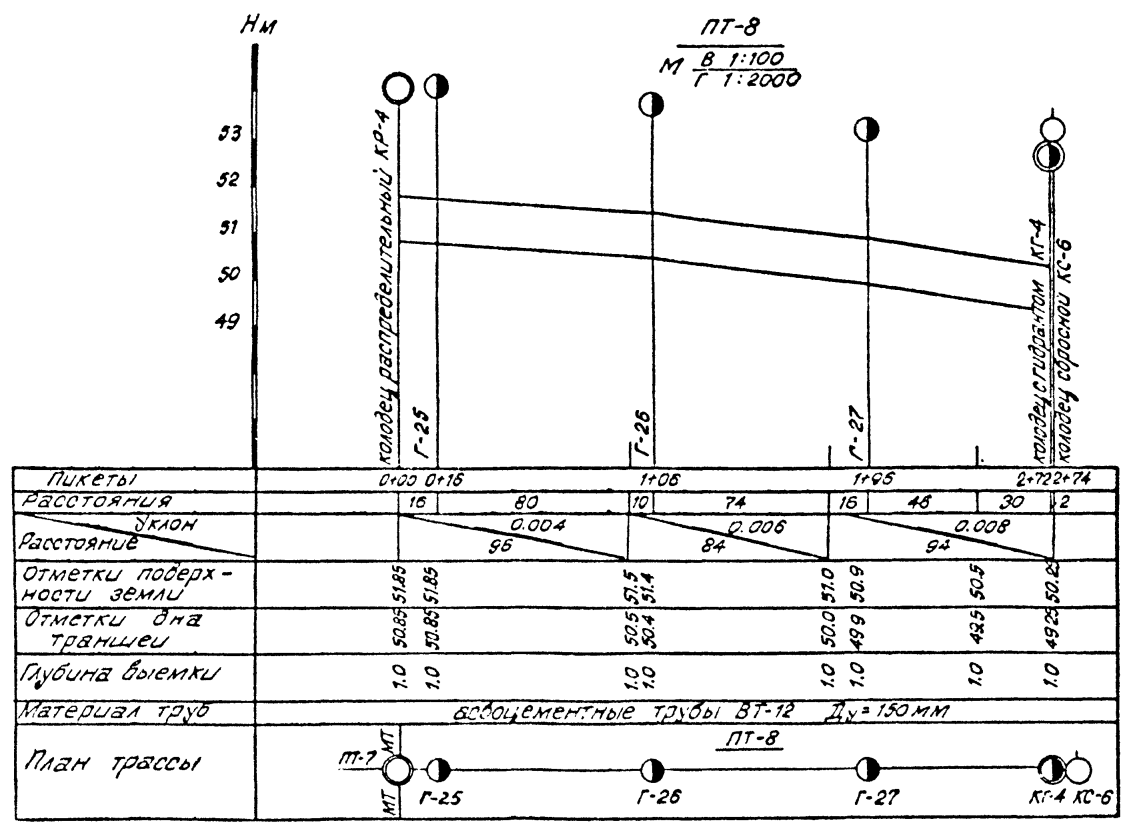 Нм
ПТ-8
М В 1:100
Г 1:2000
53
52
51
50
49
колодец распределительный КР-4
Г-25
Г-26
Г-27
колодец с гидрантом КГ-4
колодец сбросной КС-6
Пикеты 0+00 0+16 1+06 1+96 2+72 2+74
Расстояния 16 80 10 74 16 46 30 2
Уклон 0.004 0.006 0.008
Расстояние 96 84 94
Отметки поверх-
ности земли 51.85 51.85 51.5 51.4 51.0 50.9 50.5 50.25
Отметки дна
траншеи 50.85 50.85 50.5 50.4 50.0 49.9 49.5 49.25
Глубина выемки 1.0 1.0 1.0 1.0 1.0 1.0 1.0 1.0
Материал труб асбоцементные трубы ВТ-12 Ду=150мм
План трассы
ПТ-8
МТ
ПТ-7
МТ
Г-25 Г-26 Г-27 КГ-4 КС-6